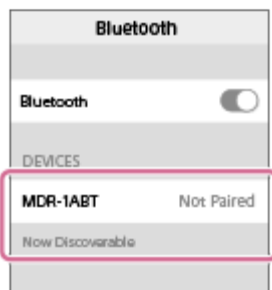 Bluetooth
Bluetooth
DEVICES
MDR-1ABT Not Paired
Now Discoverable